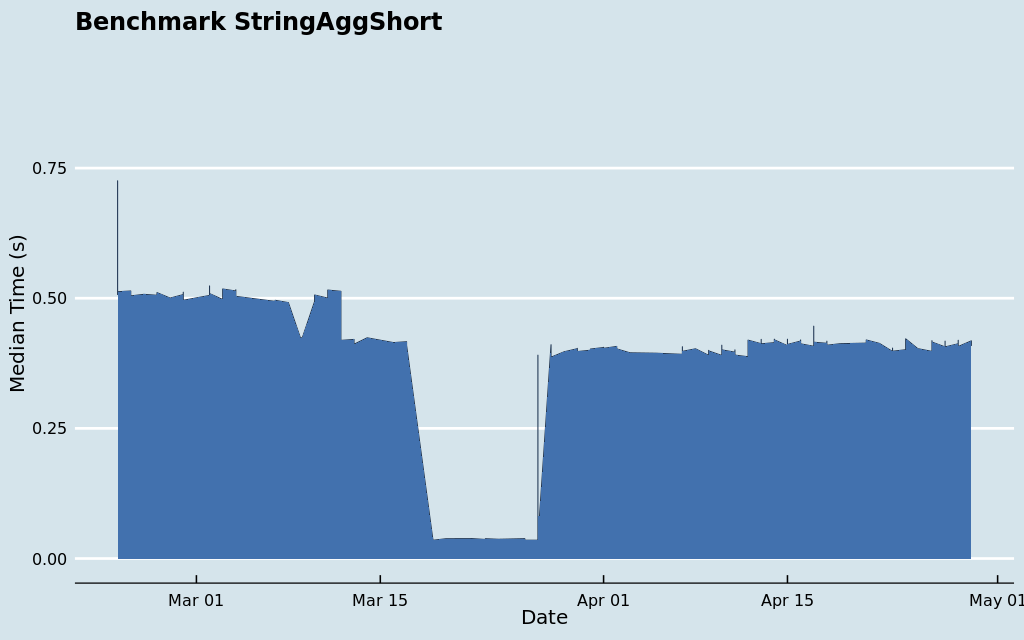 Benchmark StringAggShort
0.75
0.50
0.25
0.00
Median Time (s)
Mar 01
Mar 15
Apr 01
Apr 15
May 01
Date